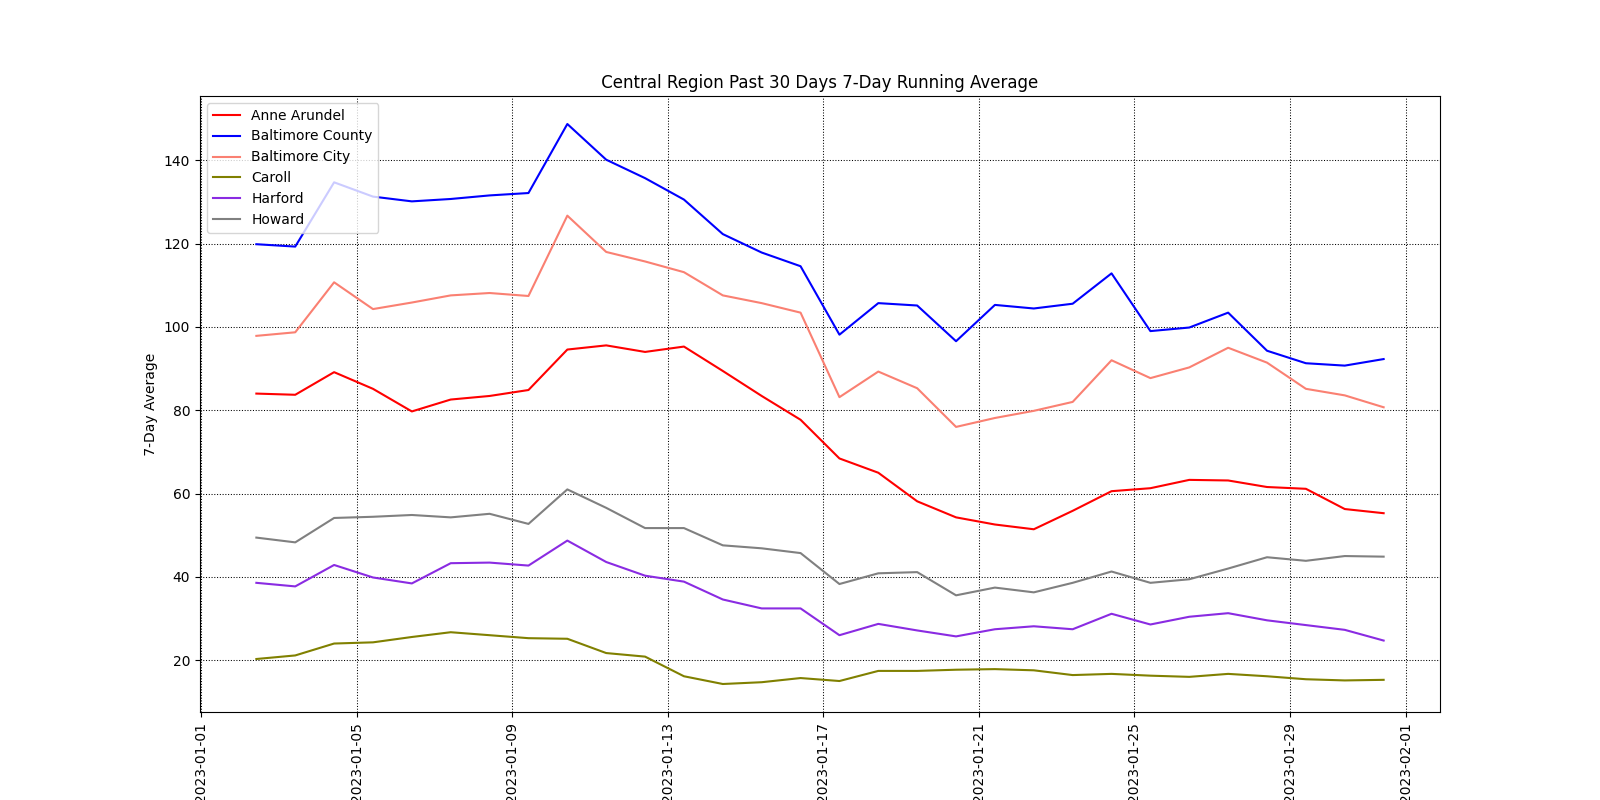 Central Region Past 30 Days 7-Day Running Average
Anne Arundel
Baltimore County
Baltimore City
Caroll
Harford
Howard
7-Day Average
140
120
100
80
60
40
20
2023-01-01
2023-01-05
2023-01-09
2023-01-13
2023-01-17
2023-01-21
2023-01-25
2023-01-29
2023-02-01